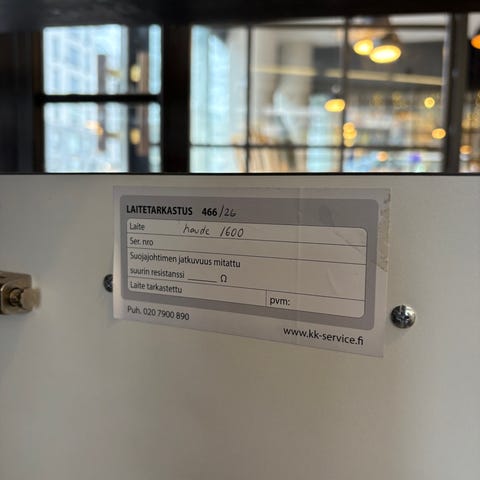 LAITETARKASTUS 466/26
Laite haude 1600
Ser. nro
Suojajohtimen jatkuvuus mitattu
suurin resistanssi ______ Ω
Laite tarkastettu pvm:
Puh. 020 7900 890
www.kk-service.fi